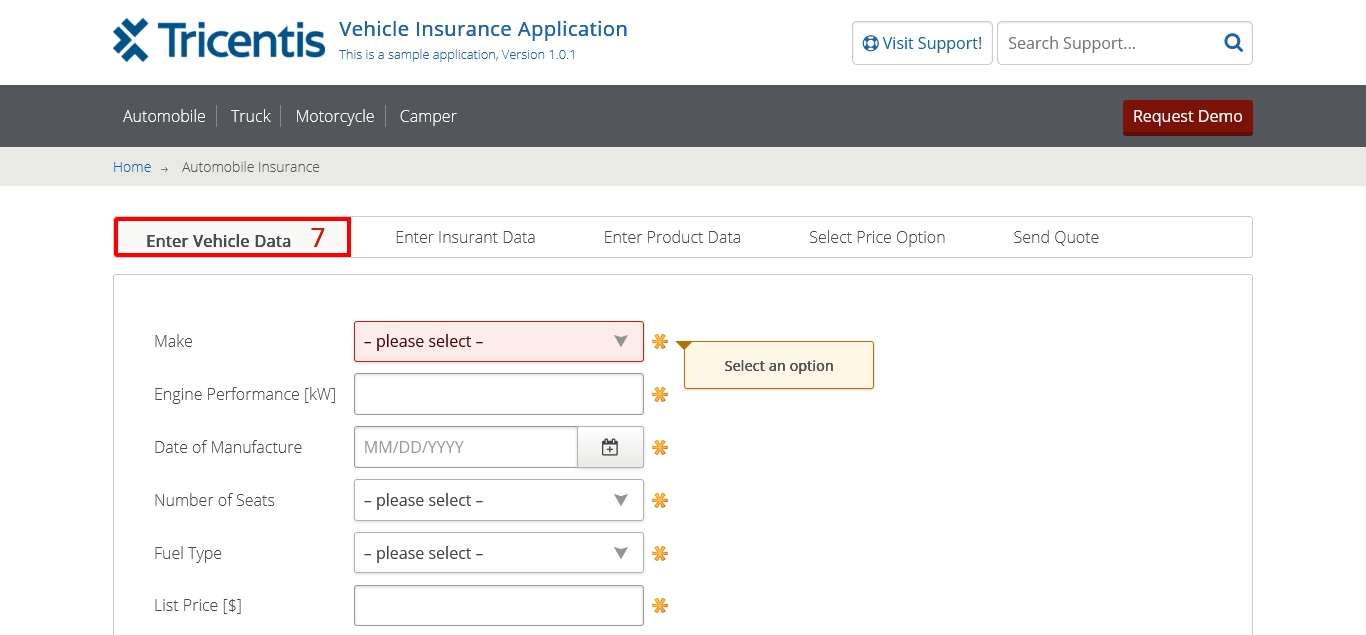 Tricentis
Vehicle Insurance Application
This is a sample application, Version 1.0.1
Visit Support!
Search Support...
Automobile
Truck
Motorcycle
Camper
Request Demo
Home → Automobile Insurance
Enter Vehicle Data 7
Enter Insurant Data
Enter Product Data
Select Price Option
Send Quote
Make
– please select –
Select an option
Engine Performance [kW]
Date of Manufacture
MM/DD/YYYY
Number of Seats
– please select –
Fuel Type
– please select –
List Price [$]